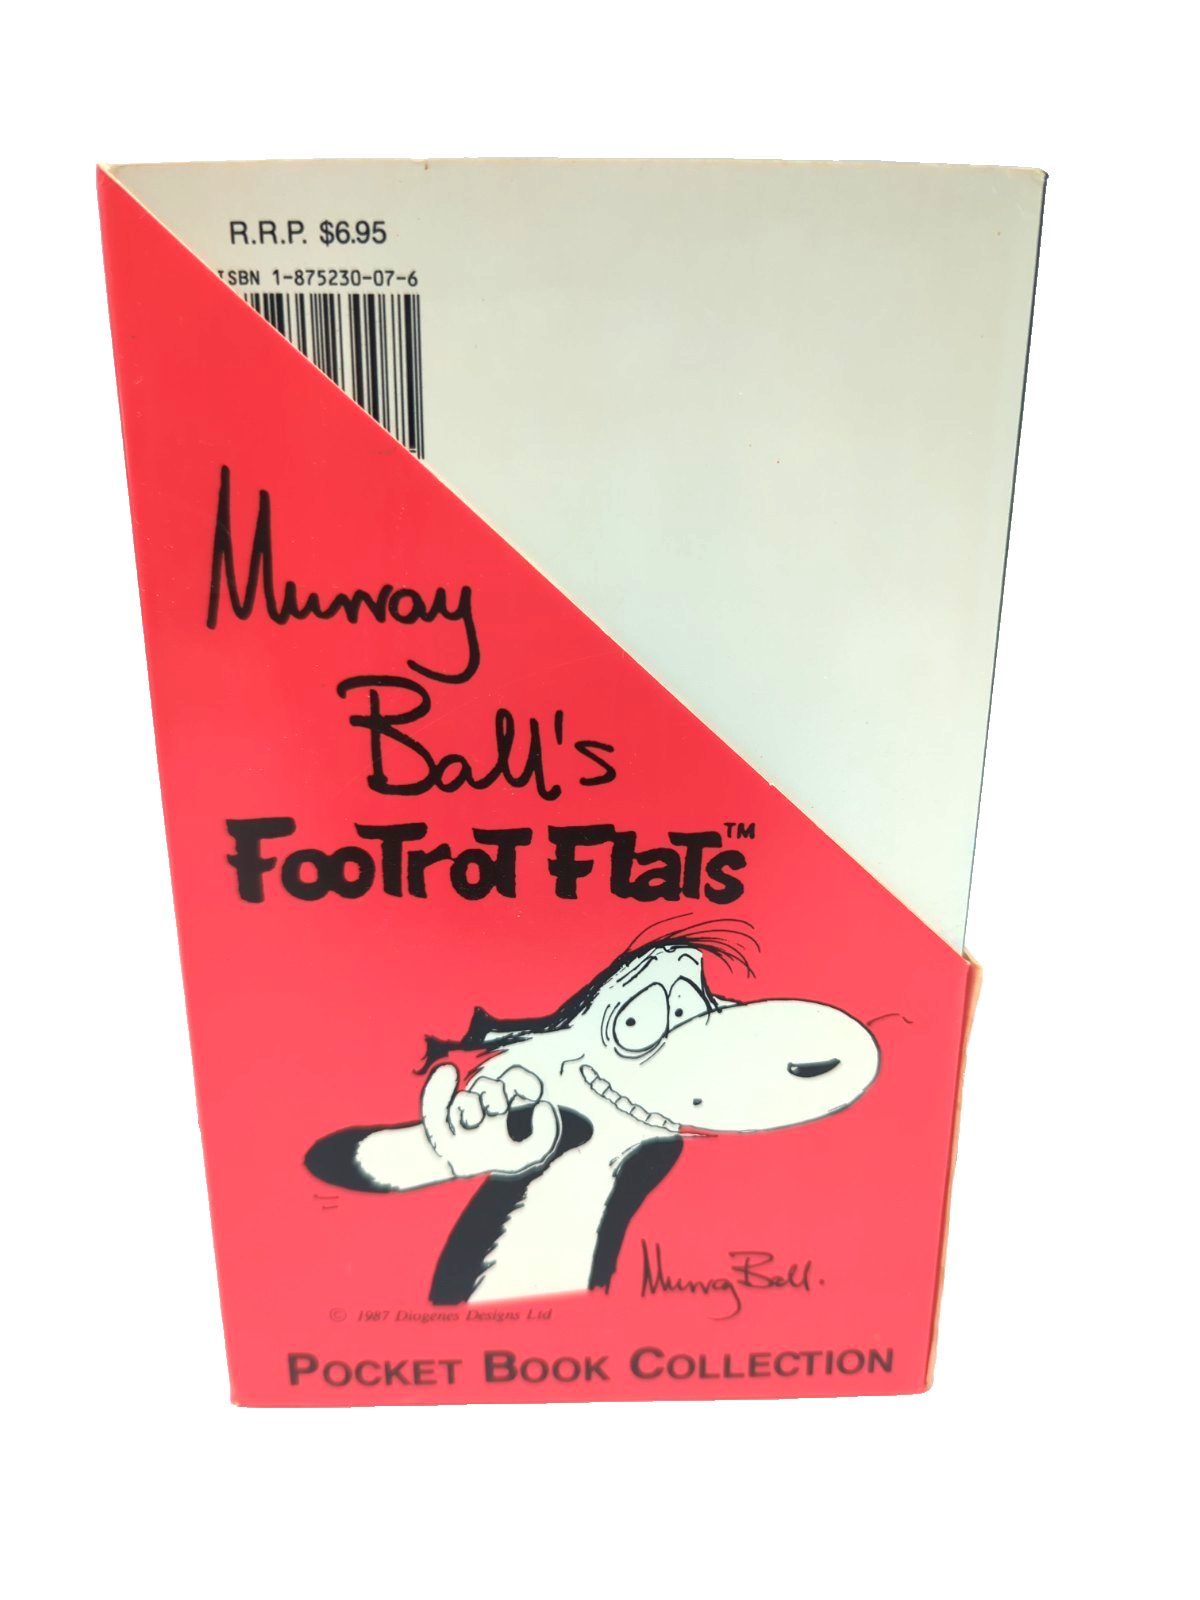 R.R.P. $6.95
ISBN 1-875230-07-6
Murray
Ball's
Footrot Flats™
Murray Ball.
© 1987 Diogenes Designs Ltd
Pocket Book Collection